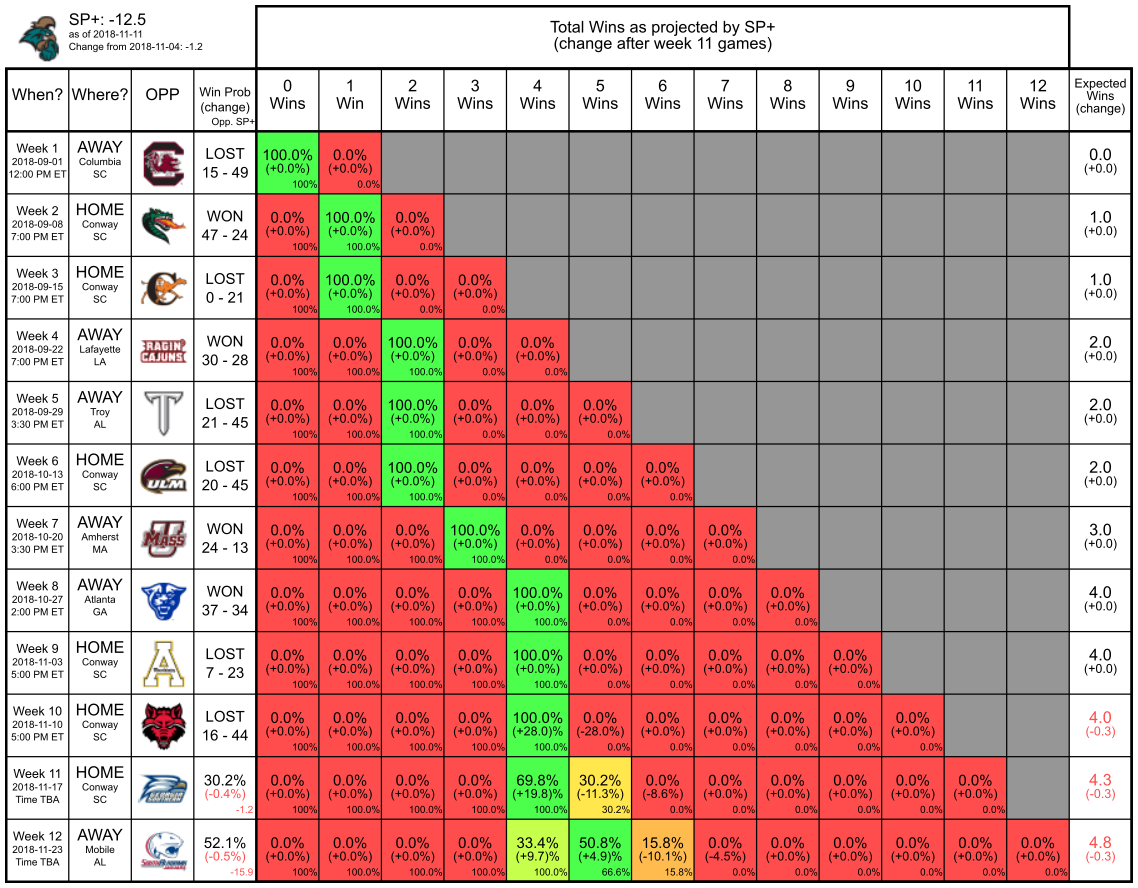 SP+: -12.5
as of 2018-11-11
Change from 2018-11-04: -1.2
Total Wins as projected by SP+
(change after week 11 games)
When? Where? OPP Win Prob (change) Opp. SP+ 0 Wins 1 Win 2 Wins 3 Wins 4 Wins 5 Wins 6 Wins 7 Wins 8 Wins 9 Wins 10 Wins 11 Wins 12 Wins Expected Wins (change)
Week 1 AWAY LOST 100.0% 0.0% 0.0
2018-09-01 Columbia 15 - 49 (+0.0%) (+0.0%) (+0.0)
12:00 PM ET SC 100% 0.0%
Week 2 HOME WON 0.0% 100.0% 0.0% 1.0
2018-09-08 Conway 47 - 24 (+0.0%) (+0.0%) (+0.0%) (+0.0)
7:00 PM ET SC 100% 100.0% 0.0%
Week 3 HOME LOST 0.0% 100.0% 0.0% 0.0% 1.0
2018-09-15 Conway 0 - 21 (+0.0%) (+0.0%) (+0.0%) (+0.0%) (+0.0)
7:00 PM ET SC 100% 100.0% 0.0% 0.0%
Week 4 AWAY RAGIN' CAJUNS WON 0.0% 0.0% 100.0% 0.0% 0.0% 2.0
2018-09-22 Lafayette 30 - 28 (+0.0%) (+0.0%) (+0.0%) (+0.0%) (+0.0%) (+0.0)
7:00 PM ET LA 100% 100.0% 100.0% 0.0% 0.0%
Week 5 AWAY T LOST 0.0% 0.0% 100.0% 0.0% 0.0% 0.0% 2.0
2018-09-29 Troy 21 - 45 (+0.0%) (+0.0%) (+0.0%) (+0.0%) (+0.0%) (+0.0%) (+0.0)
3:30 PM ET AL 100% 100.0% 100.0% 0.0% 0.0% 0.0%
Week 6 HOME ULM LOST 0.0% 0.0% 100.0% 0.0% 0.0% 0.0% 0.0% 2.0
2018-10-13 Conway 20 - 45 (+0.0%) (+0.0%) (+0.0%) (+0.0%) (+0.0%) (+0.0%) (+0.0%) (+0.0)
6:00 PM ET SC 100% 100.0% 100.0% 0.0% 0.0% 0.0% 0.0%
Week 7 AWAY U MASS WON 0.0% 0.0% 0.0% 100.0% 0.0% 0.0% 0.0% 0.0% 3.0
2018-10-20 Amherst 24 - 13 (+0.0%) (+0.0%) (+0.0%) (+0.0%) (+0.0%) (+0.0%) (+0.0%) (+0.0%) (+0.0)
3:30 PM ET MA 100% 100.0% 100.0% 100.0% 0.0% 0.0% 0.0% 0.0%
Week 8 AWAY WON 0.0% 0.0% 0.0% 0.0% 100.0% 0.0% 0.0% 0.0% 0.0% 4.0
2018-10-27 Atlanta 37 - 34 (+0.0%) (+0.0%) (+0.0%) (+0.0%) (+0.0%) (+0.0%) (+0.0%) (+0.0%) (+0.0%) (+0.0)
2:00 PM ET GA 100% 100.0% 100.0% 100.0% 100.0% 0.0% 0.0% 0.0% 0.0%
Week 9 HOME A LOST 0.0% 0.0% 0.0% 0.0% 100.0% 0.0% 0.0% 0.0% 0.0% 0.0% 4.0
2018-11-03 Conway 7 - 23 (+0.0%) (+0.0%) (+0.0%) (+0.0%) (+0.0%) (+0.0%) (+0.0%) (+0.0%) (+0.0%) (+0.0%) (+0.0)
5:00 PM ET SC 100% 100.0% 100.0% 100.0% 100.0% 0.0% 0.0% 0.0% 0.0% 0.0%
Week 10 HOME LOST 0.0% 0.0% 0.0% 0.0% 100.0% 0.0% 0.0% 0.0% 0.0% 0.0% 0.0% 4.0
2018-11-10 Conway 16 - 44 (+0.0%) (+0.0%) (+0.0%) (+0.0%) (+28.0)% (-28.0%) (+0.0%) (+0.0%) (+0.0%) (+0.0%) (+0.0%) (-0.3)
5:00 PM ET SC 100% 100.0% 100.0% 100.0% 100.0% 0.0% 0.0% 0.0% 0.0% 0.0% 0.0%
Week 11 HOME GEORGIA SOUTHERN 30.2% 0.0% 0.0% 0.0% 0.0% 69.8% 30.2% 0.0% 0.0% 0.0% 0.0% 0.0% 0.0% 4.3
2018-11-17 Conway (-0.4%) (+0.0%) (+0.0%) (+0.0%) (+0.0%) (+19.8)% (-11.3%) (-8.6%) (+0.0%) (+0.0%) (+0.0%) (+0.0%) (+0.0%) (-0.3)
Time TBA SC -1.2 100% 100.0% 100.0% 100.0% 100.0% 30.2% 0.0% 0.0% 0.0% 0.0% 0.0% 0.0%
Week 12 AWAY SOUTH ALABAMA 52.1% 0.0% 0.0% 0.0% 0.0% 33.4% 50.8% 15.8% 0.0% 0.0% 0.0% 0.0% 0.0% 0.0% 4.8
2018-11-23 Mobile (-0.5%) (+0.0%) (+0.0%) (+0.0%) (+0.0%) (+9.7)% (+4.9)% (-10.1%) (-4.5%) (+0.0%) (+0.0%) (+0.0%) (+0.0%) (+0.0%) (-0.3)
Time TBA AL -15.9 100% 100.0% 100.0% 100.0% 100.0% 66.6% 15.8% 0.0% 0.0% 0.0% 0.0% 0.0% 0.0%